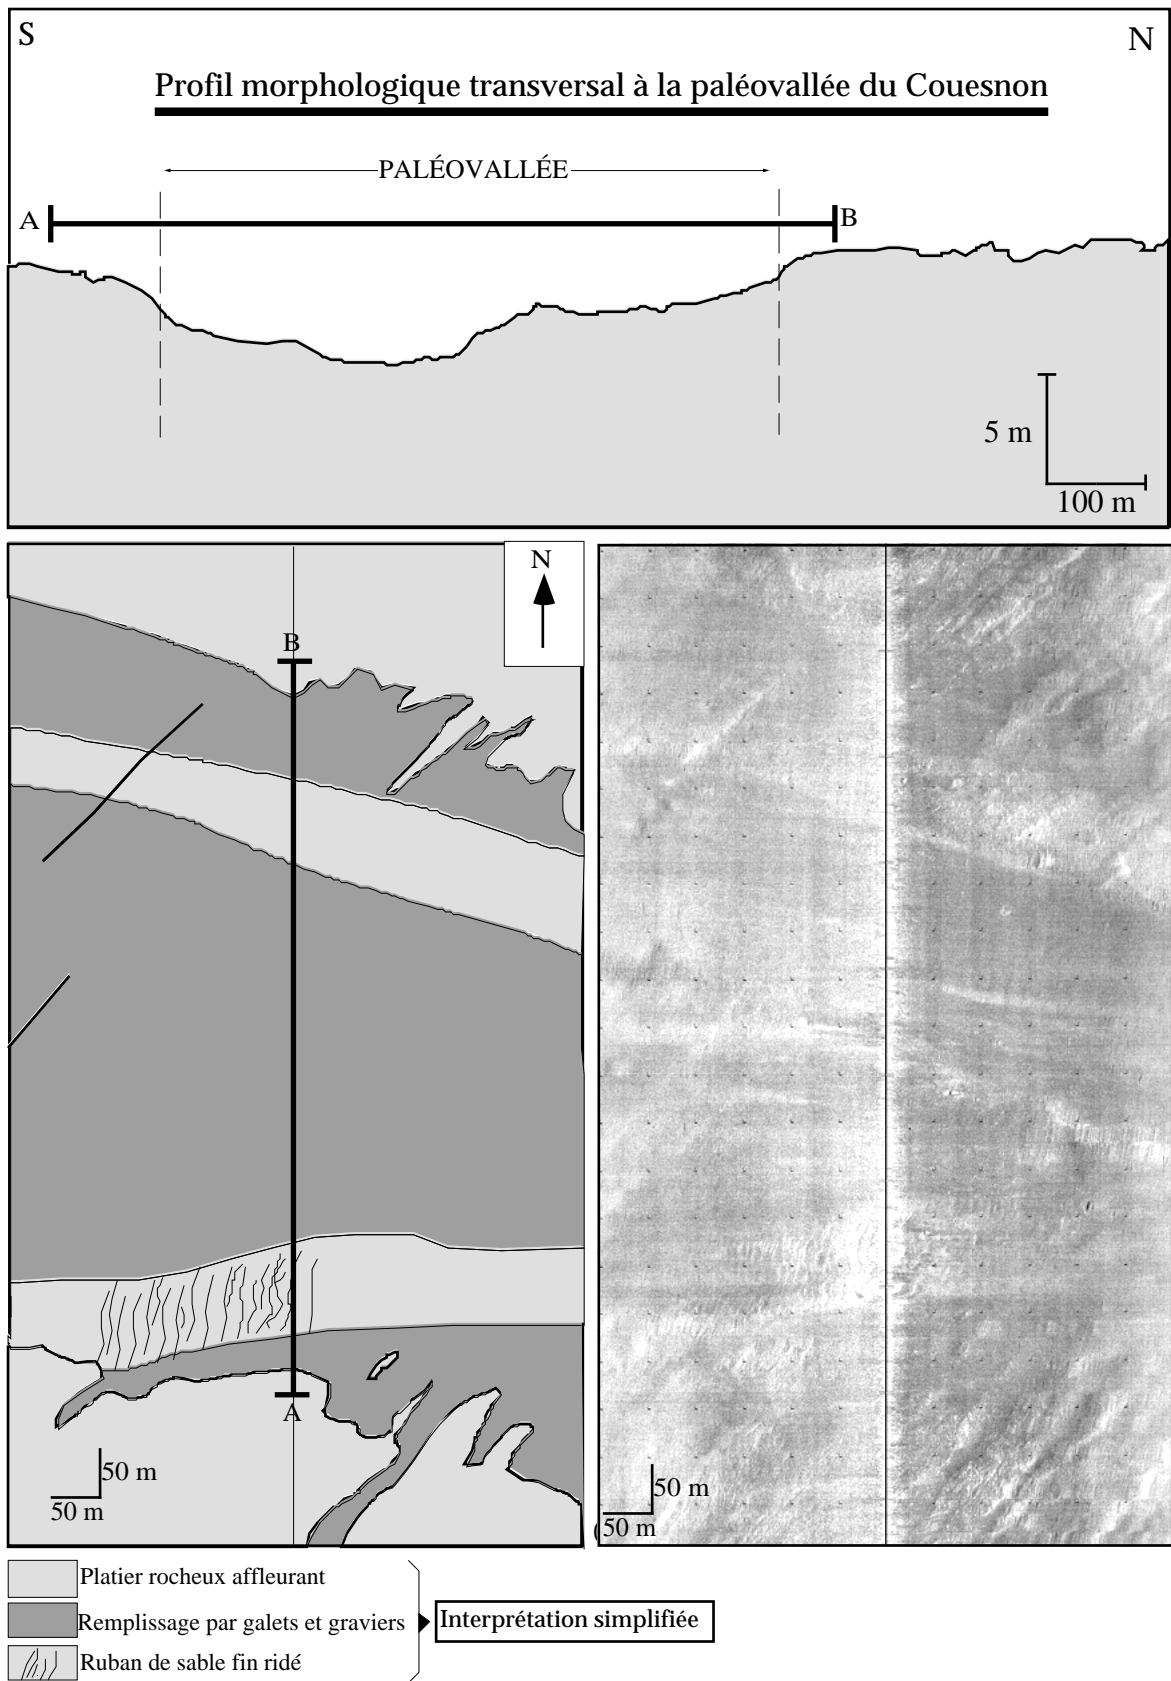 S
N
Profil morphologique transversal à la paléovallée du Couesnon
PALÉOVALLÉE
A
B
5 m
100 m
N
B
A
50 m
50 m
50 m
50 m
(
Platier rocheux affleurant
Remplissage par galets et graviers
Interprétation simplifiée
Ruban de sable fin ridé